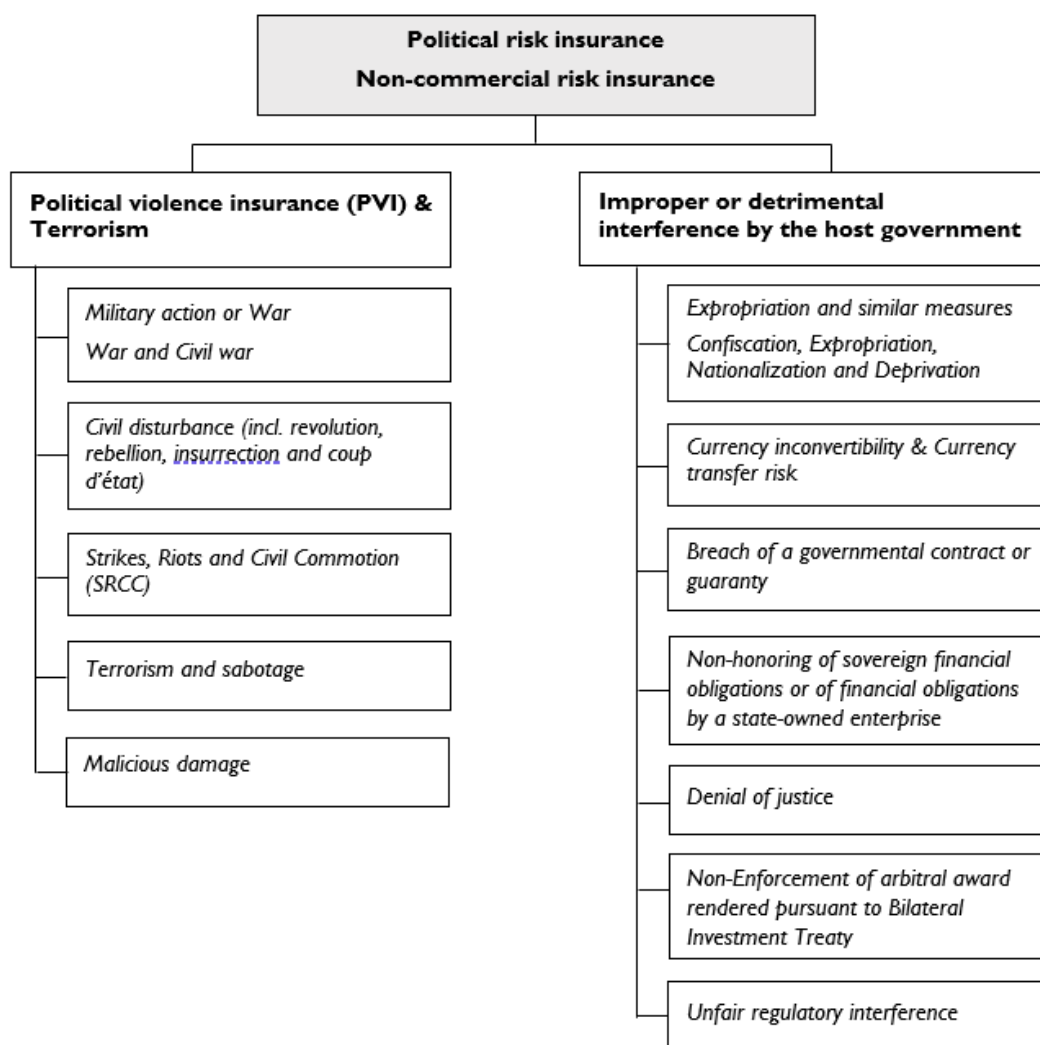 Political risk insurance
Non-commercial risk insurance
Political violence insurance (PVI) &
Terrorism
Military action or War
War and Civil war
Civil disturbance (incl. revolution,
rebellion, insurrection and coup
d'état)
Strikes, Riots and Civil Commotion
(SRCC)
Terrorism and sabotage
Malicious damage
Improper or detrimental
interference by the host government
Expropriation and similar measures
Confiscation, Expropriation,
Nationalization and Deprivation
Currency inconvertibility & Currency
transfer risk
Breach of a governmental contract or
guaranty
Non-honoring of sovereign financial
obligations or of financial obligations
by a state-owned enterprise
Denial of justice
Non-Enforcement of arbitral award
rendered pursuant to Bilateral
Investment Treaty
Unfair regulatory interference